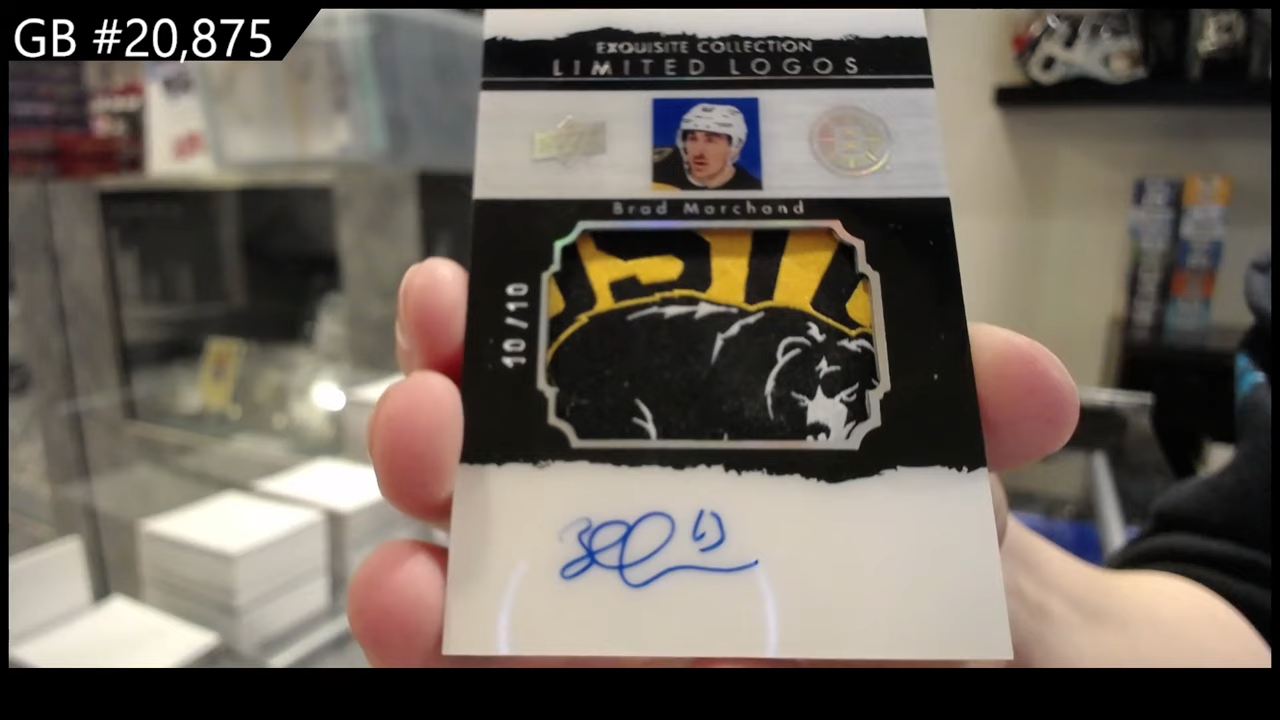 GB #20,875
EXQUISITE COLLECTION
LIMITED LOGOS
Brad Marchand
10/10